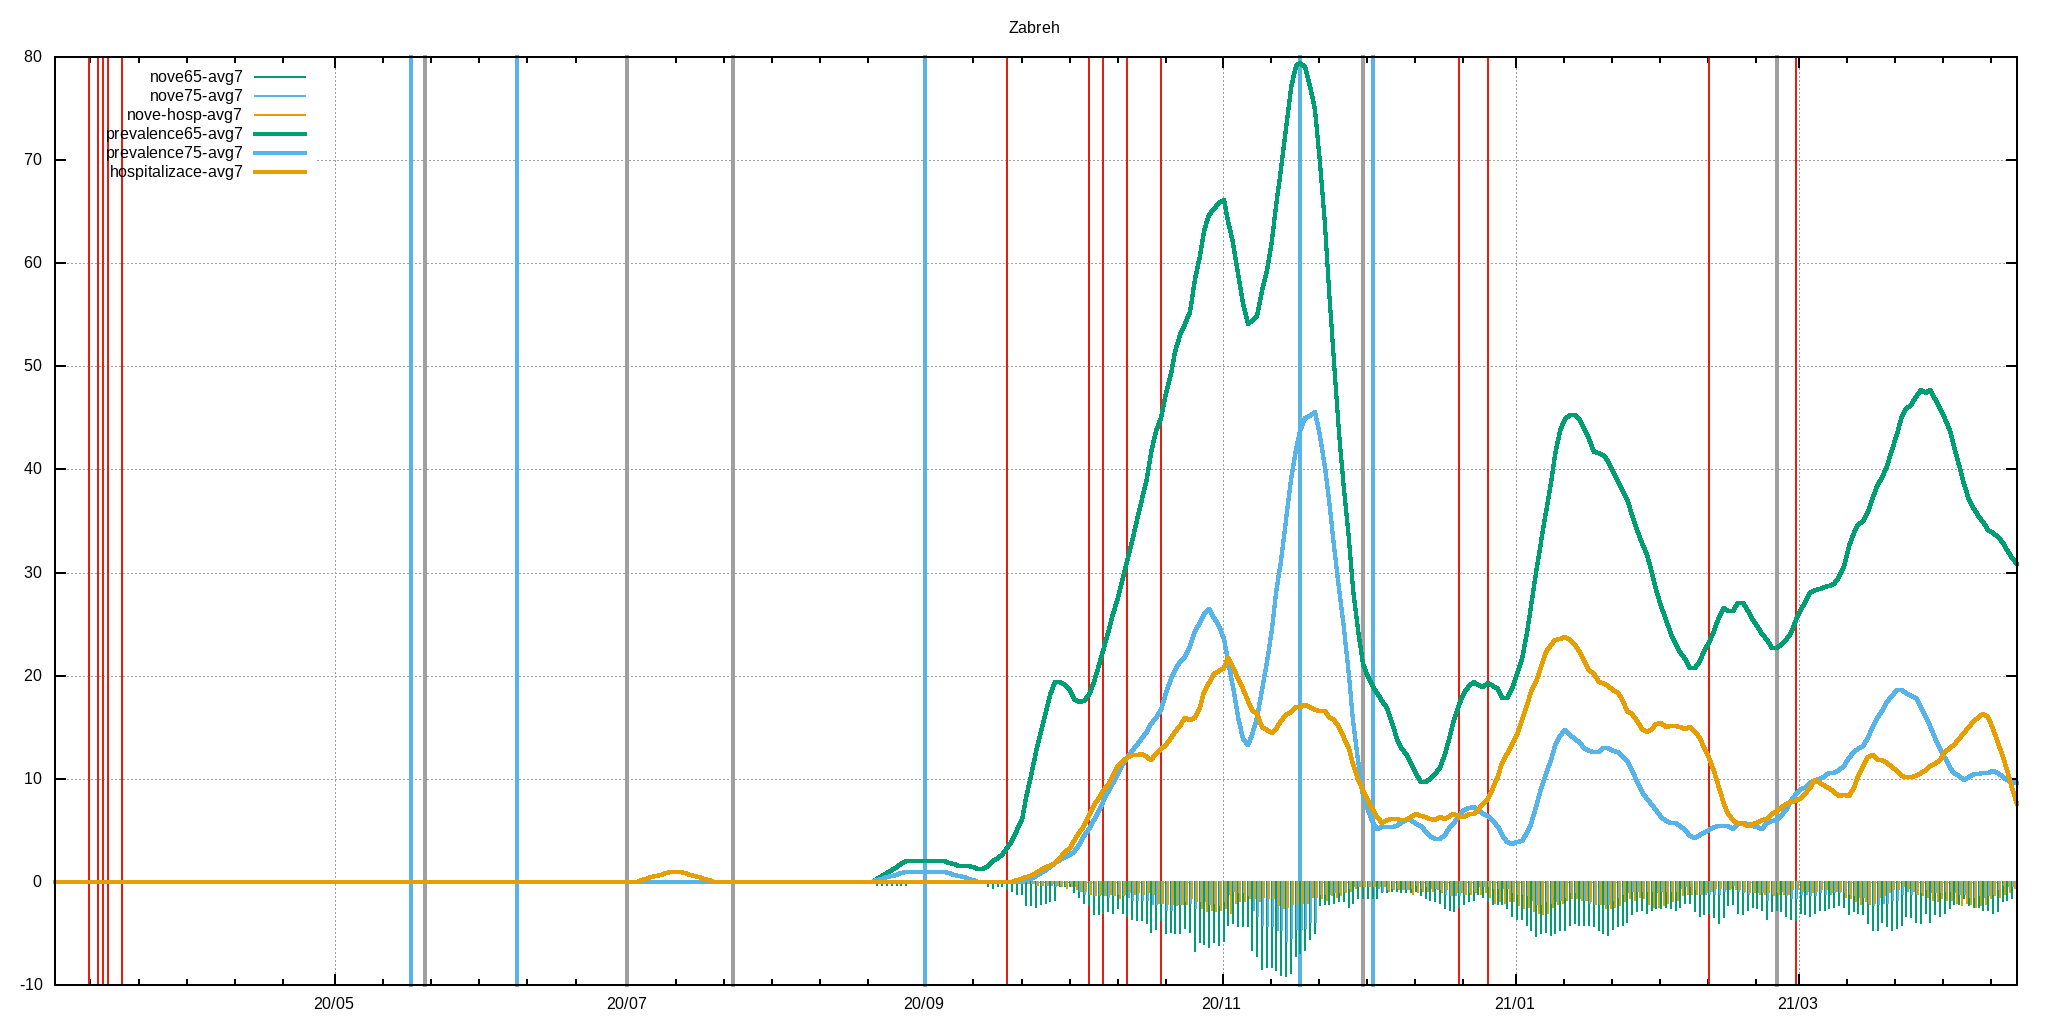 Zabreh
80
70
60
50
40
30
20
10
0
-10
nove65-avg7
nove75-avg7
nove-hosp-avg7
prevalence65-avg7
prevalence75-avg7
hospitalizace-avg7
20/05 20/07 20/09 20/11 21/01 21/03